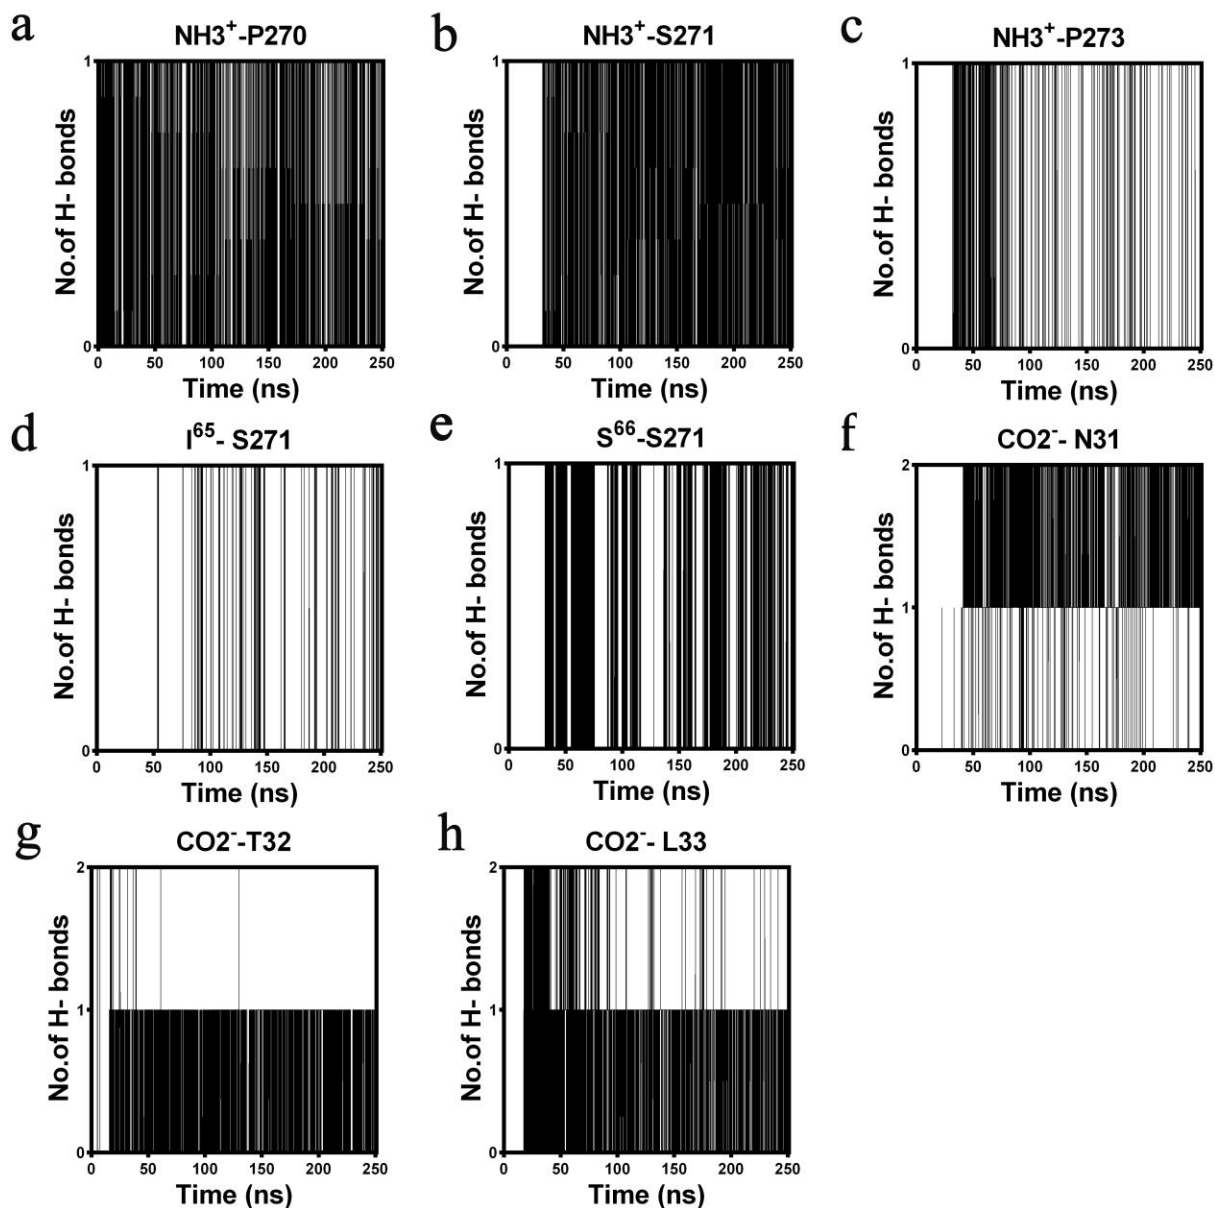 a
NH3⁺-P270
No.of H- bonds
1
0
0 50 100 150 200 250
Time (ns)
b
NH3⁺-S271
No.of H- bonds
1
0
0 50 100 150 200 250
Time (ns)
c
NH3⁺-P273
No.of H- bonds
1
0
0 50 100 150 200 250
Time (ns)
d
I⁶⁵- S271
No.of H- bonds
1
0
0 50 100 150 200 250
Time (ns)
e
S⁶⁶-S271
No.of H- bonds
1
0
0 50 100 150 200 250
Time (ns)
f
CO2⁻- N31
No.of H- bonds
2
1
0
0 50 100 150 200 250
Time (ns)
g
CO2⁻-T32
No.of H- bonds
2
1
0
0 50 100 150 200 250
Time (ns)
h
CO2⁻- L33
No.of H- bonds
2
1
0
0 50 100 150 200 250
Time (ns)